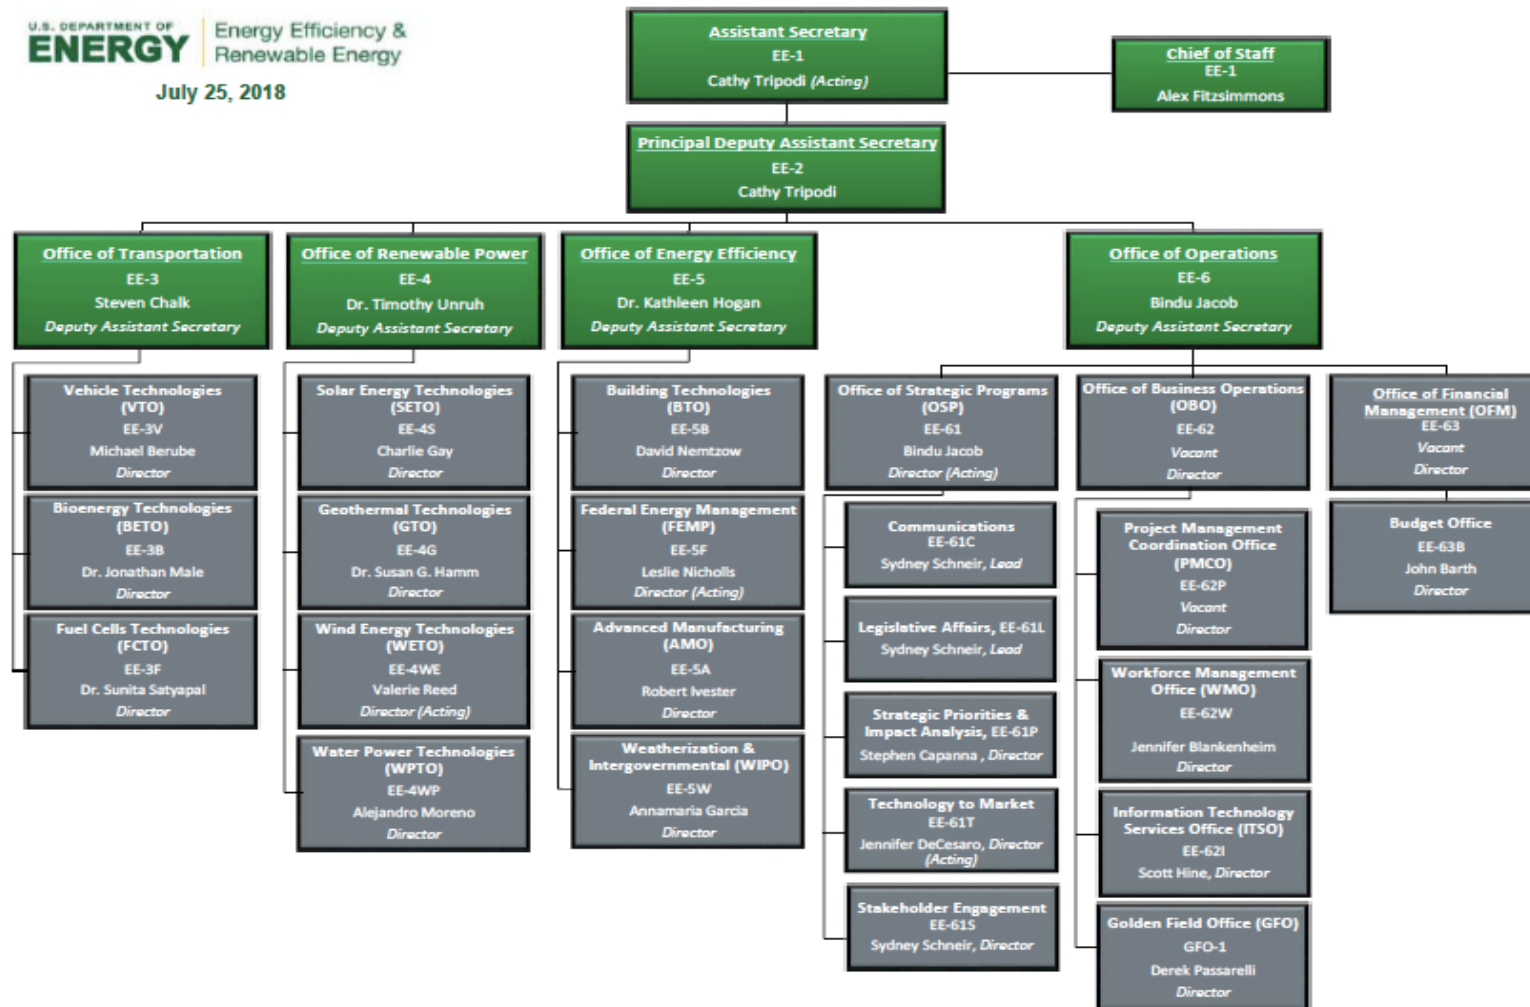 U.S. DEPARTMENT OF
ENERGY
Energy Efficiency &
Renewable Energy
July 25, 2018
Assistant Secretary
EE-1
Cathy Tripodi (Acting)
Chief of Staff
EE-1
Alex Fitzsimmons
Principal Deputy Assistant Secretary
EE-2
Cathy Tripodi
Office of Transportation
EE-3
Steven Chalk
Deputy Assistant Secretary
Office of Renewable Power
EE-4
Dr. Timothy Unruh
Deputy Assistant Secretary
Office of Energy Efficiency
EE-5
Dr. Kathleen Hogan
Deputy Assistant Secretary
Office of Operations
EE-6
Bindu Jacob
Deputy Assistant Secretary
Vehicle Technologies
(VTO)
EE-3V
Michael Berube
Director
Bioenergy Technologies
(BETO)
EE-3B
Dr. Jonathan Male
Director
Fuel Cells Technologies
(FCTO)
EE-3F
Dr. Sunita Satyapal
Director
Solar Energy Technologies
(SETO)
EE-4S
Charlie Gay
Director
Geothermal Technologies
(GTO)
EE-4G
Dr. Susan G. Hamm
Director
Wind Energy Technologies
(WETO)
EE-4WE
Valerie Reed
Director (Acting)
Water Power Technologies
(WPTO)
EE-4WP
Alejandro Moreno
Director
Building Technologies
(BTO)
EE-5B
David Nemtzow
Director
Federal Energy Management
(FEMP)
EE-5F
Leslie Nicholls
Director (Acting)
Advanced Manufacturing
(AMO)
EE-5A
Robert Ivester
Director
Weatherization &
Intergovernmental (WIPO)
EE-5W
Annamaria Garcia
Director
Office of Strategic Programs
(OSP)
EE-61
Bindu Jacob
Director (Acting)
Communications
EE-61C
Sydney Schneir, Lead
Legislative Affairs, EE-61L
Sydney Schneir, Lead
Strategic Priorities &
Impact Analysis, EE-61P
Stephen Capanna , Director
Technology to Market
EE-61T
Jennifer DeCesaro, Director
(Acting)
Stakeholder Engagement
EE-61S
Sydney Schneir, Director
Office of Business Operations
(OBO)
EE-62
Vacant
Director
Project Management
Coordination Office
(PMCO)
EE-62P
Vacant
Director
Workforce Management
Office (WMO)
EE-62W
Jennifer Blankenheim
Director
Information Technology
Services Office (ITSO)
EE-62I
Scott Hine, Director
Golden Field Office (GFO)
GFO-1
Derek Passarelli
Director
Office of Financial
Management (OFM)
EE-63
Vacant
Director
Budget Office
EE-63B
John Barth
Director